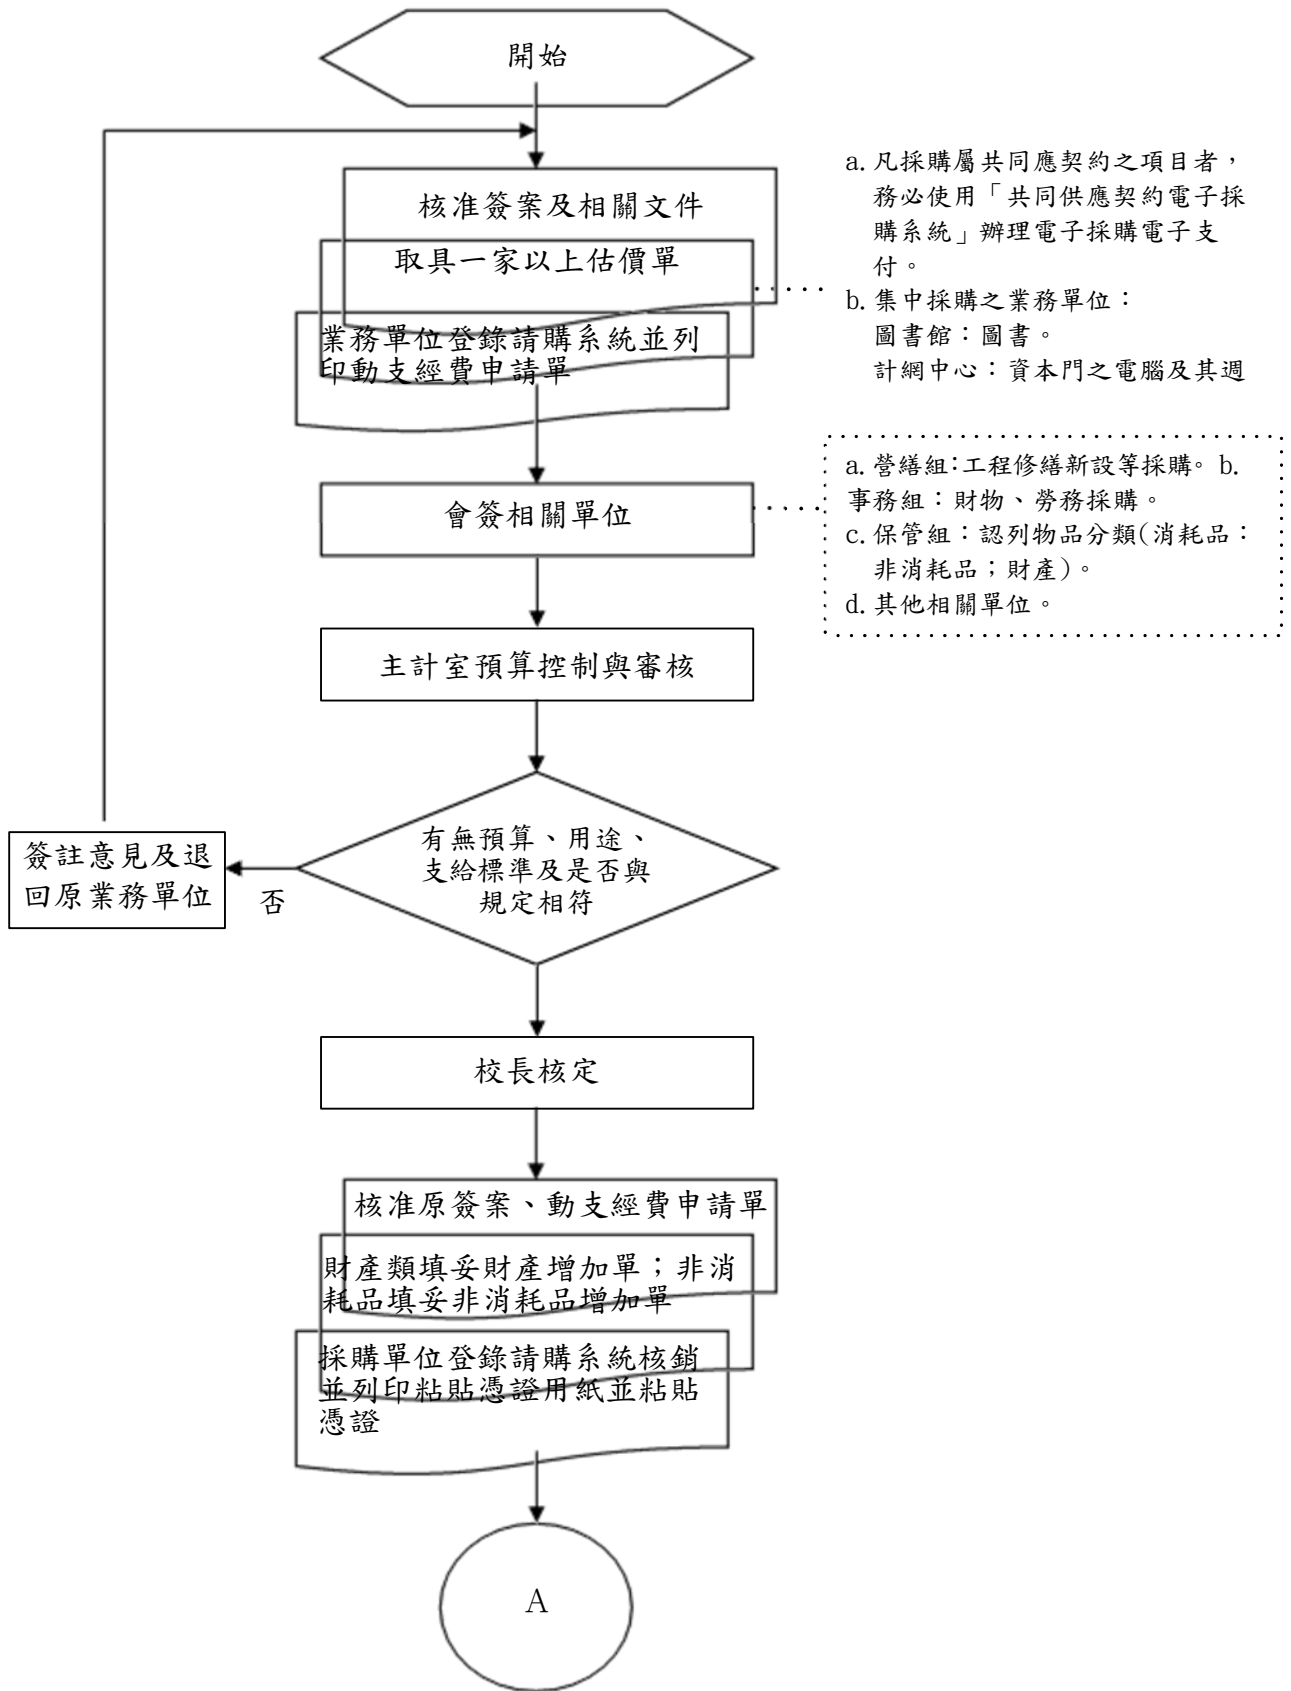 開始
核准簽案及相關文件
取具一家以上估價單
業務單位登錄請購系統並列
印動支經費申請單
a. 凡採購屬共同應契約之項目者，
務必使用「共同供應契約電子採
購系統」辦理電子採購電子支
付。
b. 集中採購之業務單位：
圖書館：圖書。
計網中心：資本門之電腦及其週
會簽相關單位
a. 營繕組:工程修繕新設等採購。 b.
事務組：財物、勞務採購。
c. 保管組：認列物品分類(消耗品：
非消耗品；財產)。
d. 其他相關單位。
主計室預算控制與審核
有無預算、用途、
支給標準及是否與
規定相符
否
簽註意見及退
回原業務單位
校長核定
核准原簽案、動支經費申請單
財產類填妥財產增加單；非消
耗品填妥非消耗品增加單
採購單位登錄請購系統核銷
並列印粘貼憑證用紙並粘貼
憑證
A